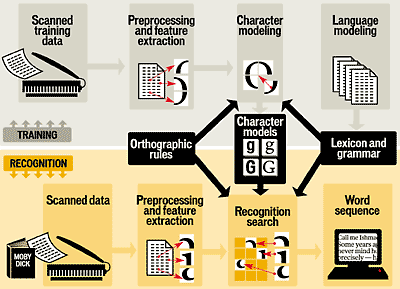 Scanned
training
data
Preprocessing
and feature
extraction
Character
modeling
Language
modeling
TRAINING
Orthographic
rules
Character
models
g g
G G
Lexicon and
grammar
RECOGNITION
Scanned data
Preprocessing
and feature
extraction
Recognition
search
Word
sequence
MOBY
DICK
Call me Ishma
Some years a
never mind h
precisely — h